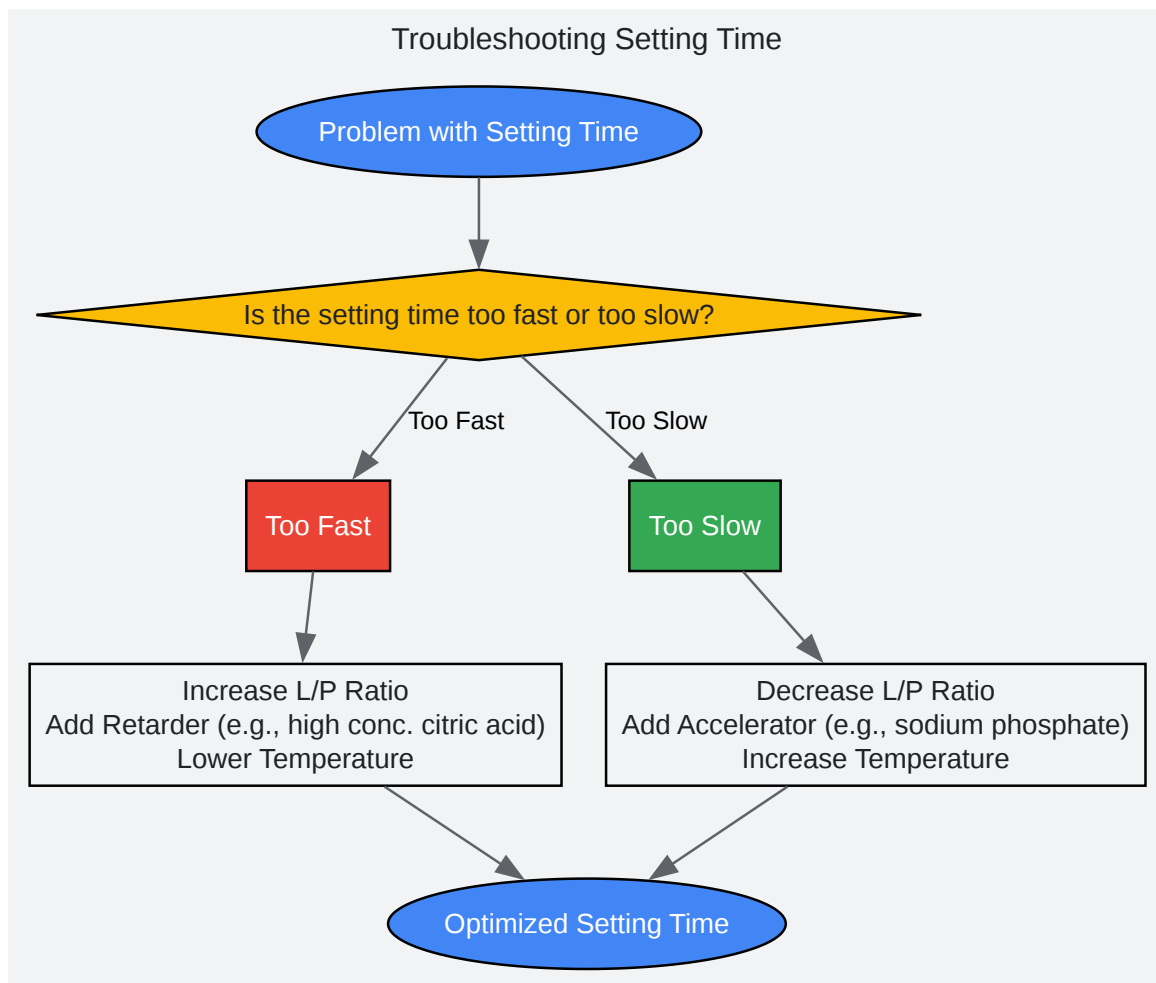 Troubleshooting Setting Time
Problem with Setting Time
Is the setting time too fast or too slow?
Too Fast
Too Slow
Too Fast
Too Slow
Increase L/P Ratio
Add Retarder (e.g., high conc. citric acid)
Lower Temperature
Decrease L/P Ratio
Add Accelerator (e.g., sodium phosphate)
Increase Temperature
Optimized Setting Time